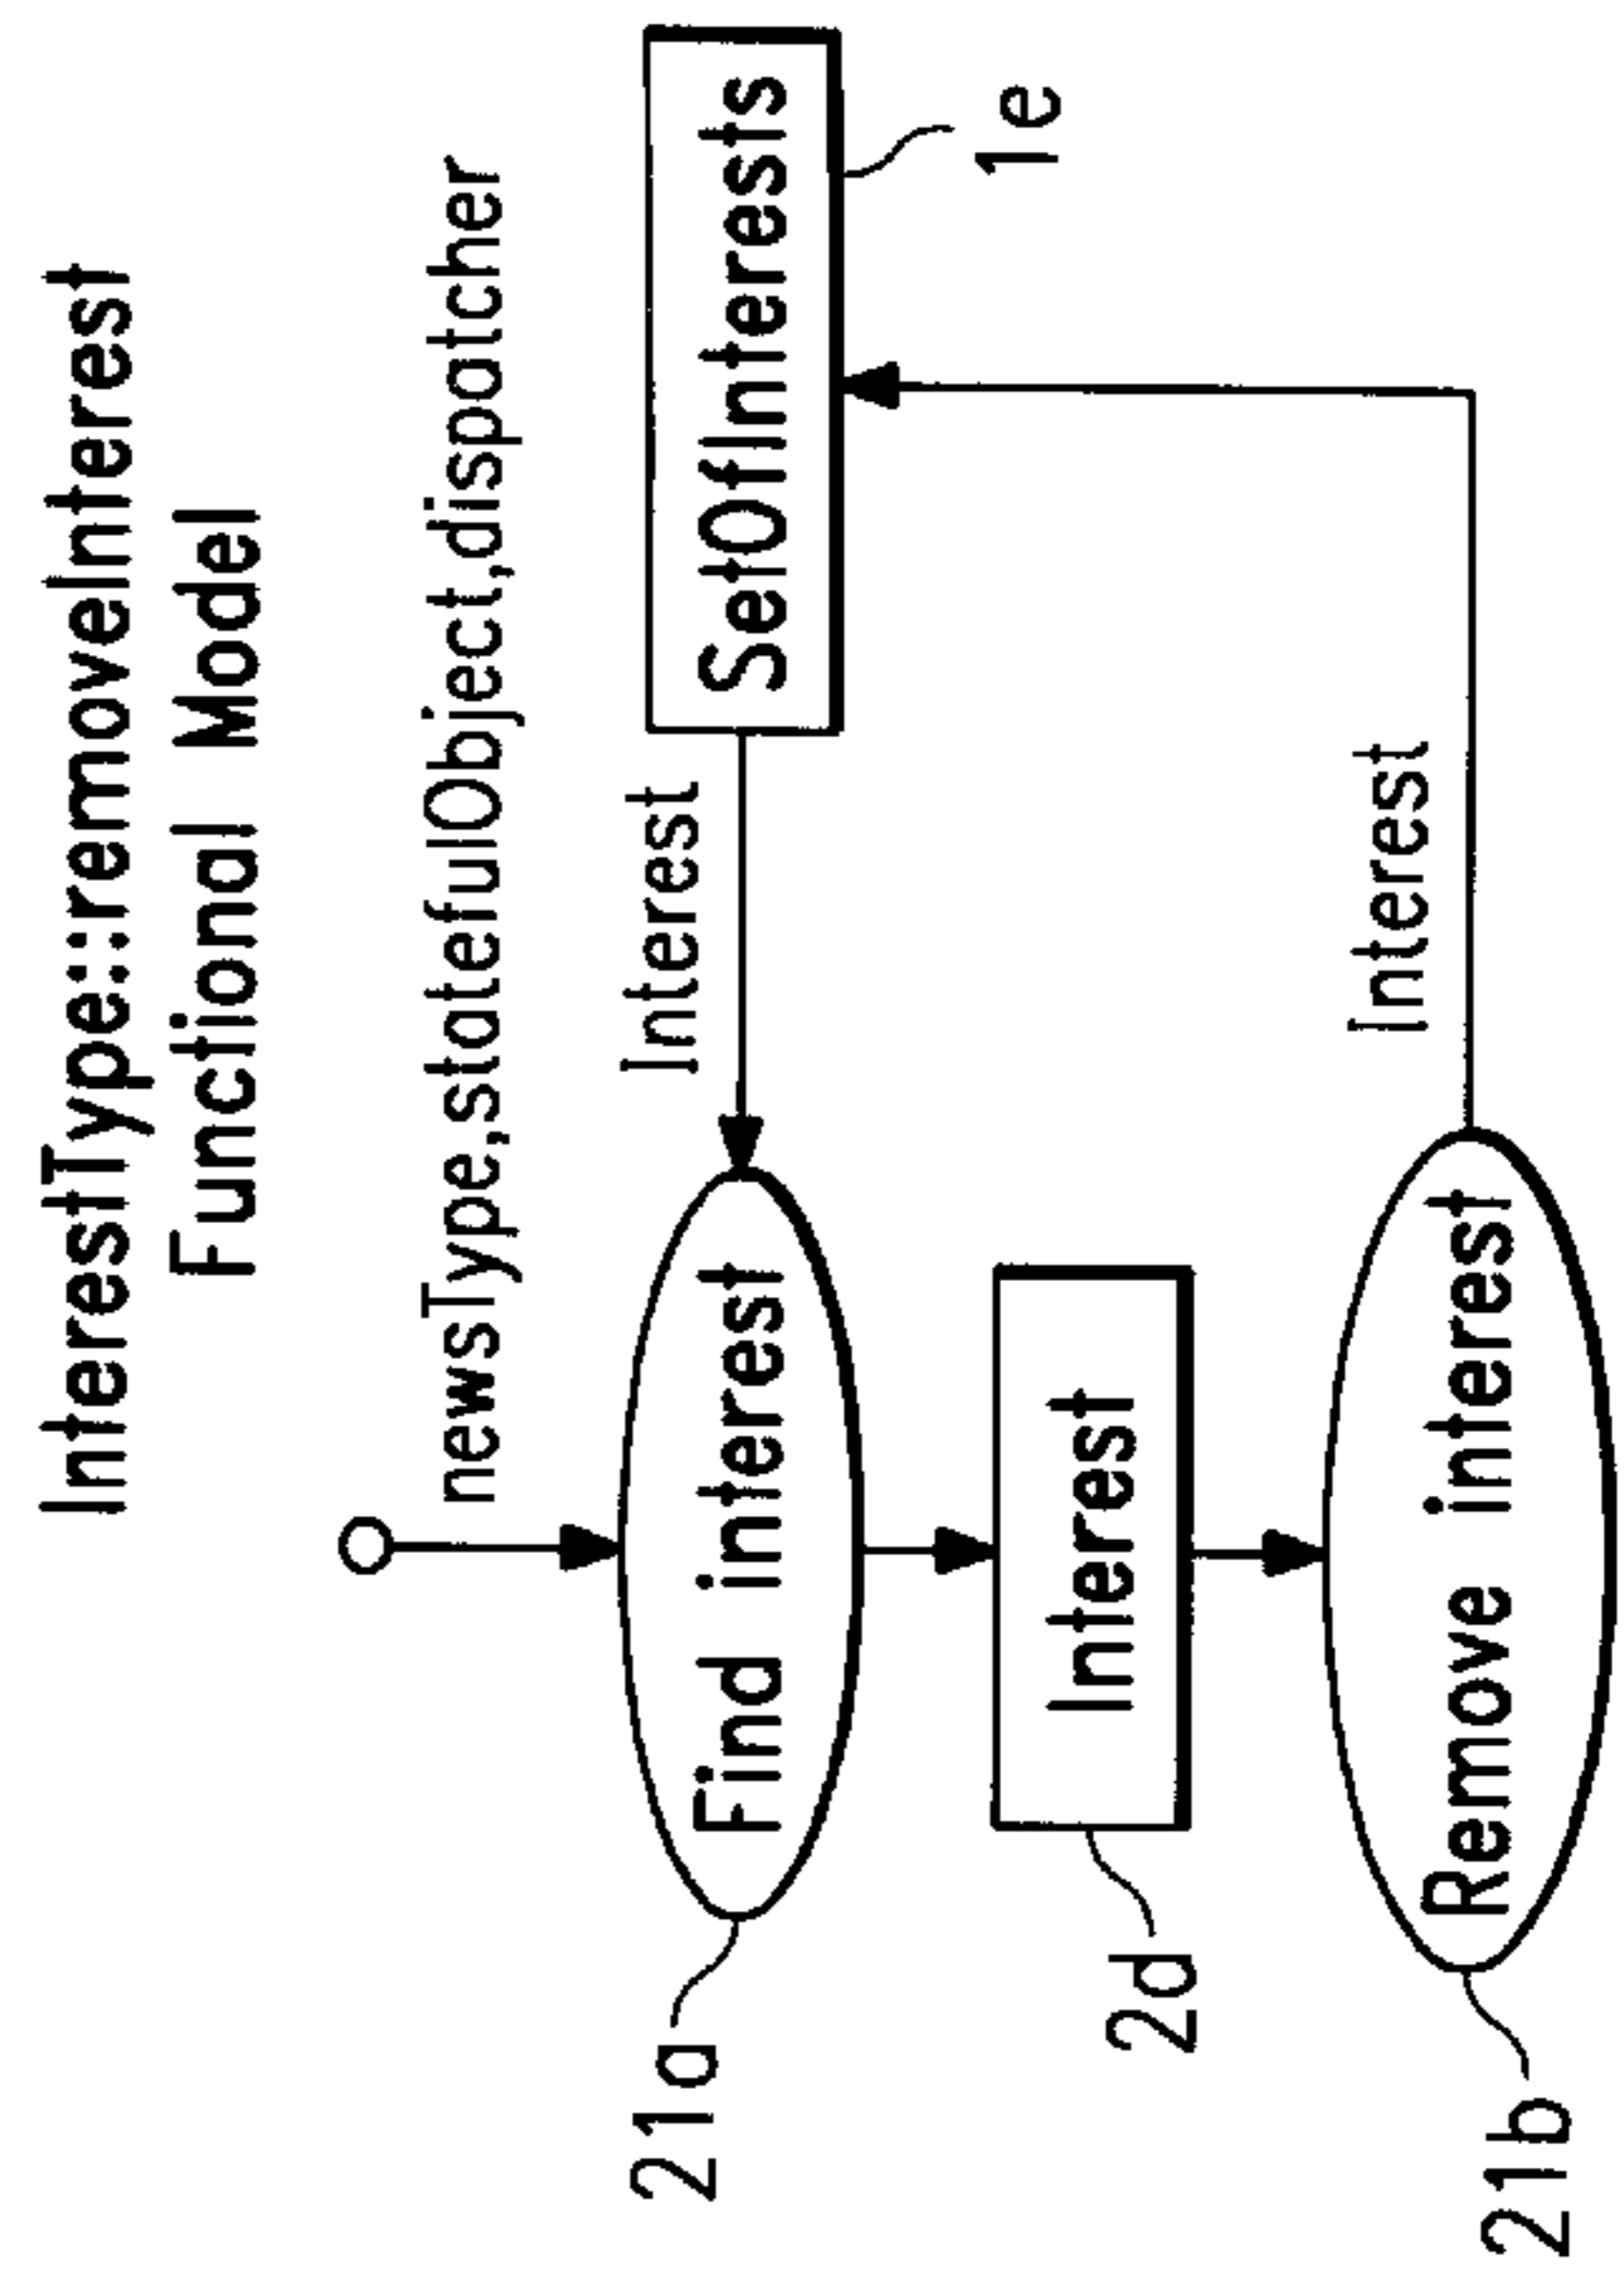 InterestType::removeInterest
Functional Model
newsType,statefulObject,dispatcher
21a
Find interest
Interest
SetOfInterests
1e
Interest
2d
Remove interest
21b
Interest